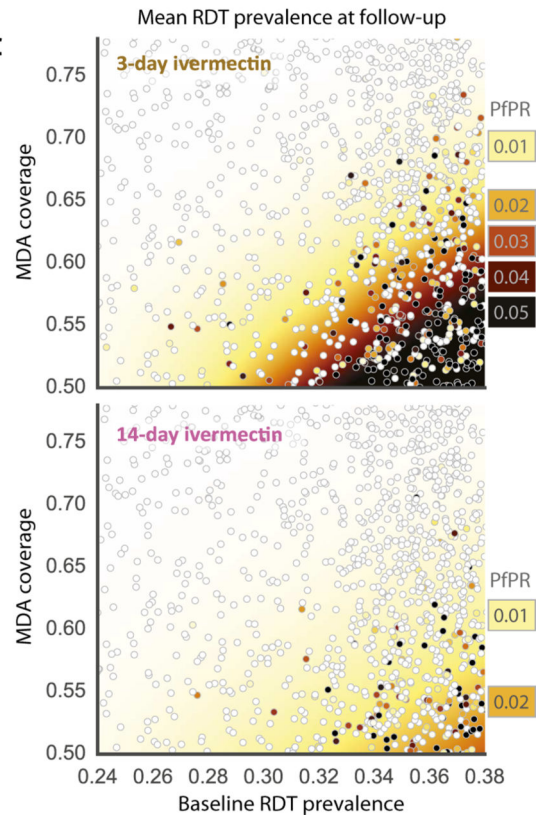 Mean RDT prevalence at follow-up
3-day ivermectin
0.75
0.70
0.65
0.60
0.55
0.50
MDA coverage
PfPR
0.01
0.02
0.03
0.04
0.05
14-day ivermectin
0.75
0.70
0.65
0.60
0.55
0.50
MDA coverage
PfPR
0.01
0.02
0.24 0.26 0.28 0.30 0.32 0.34 0.36 0.38
Baseline RDT prevalence